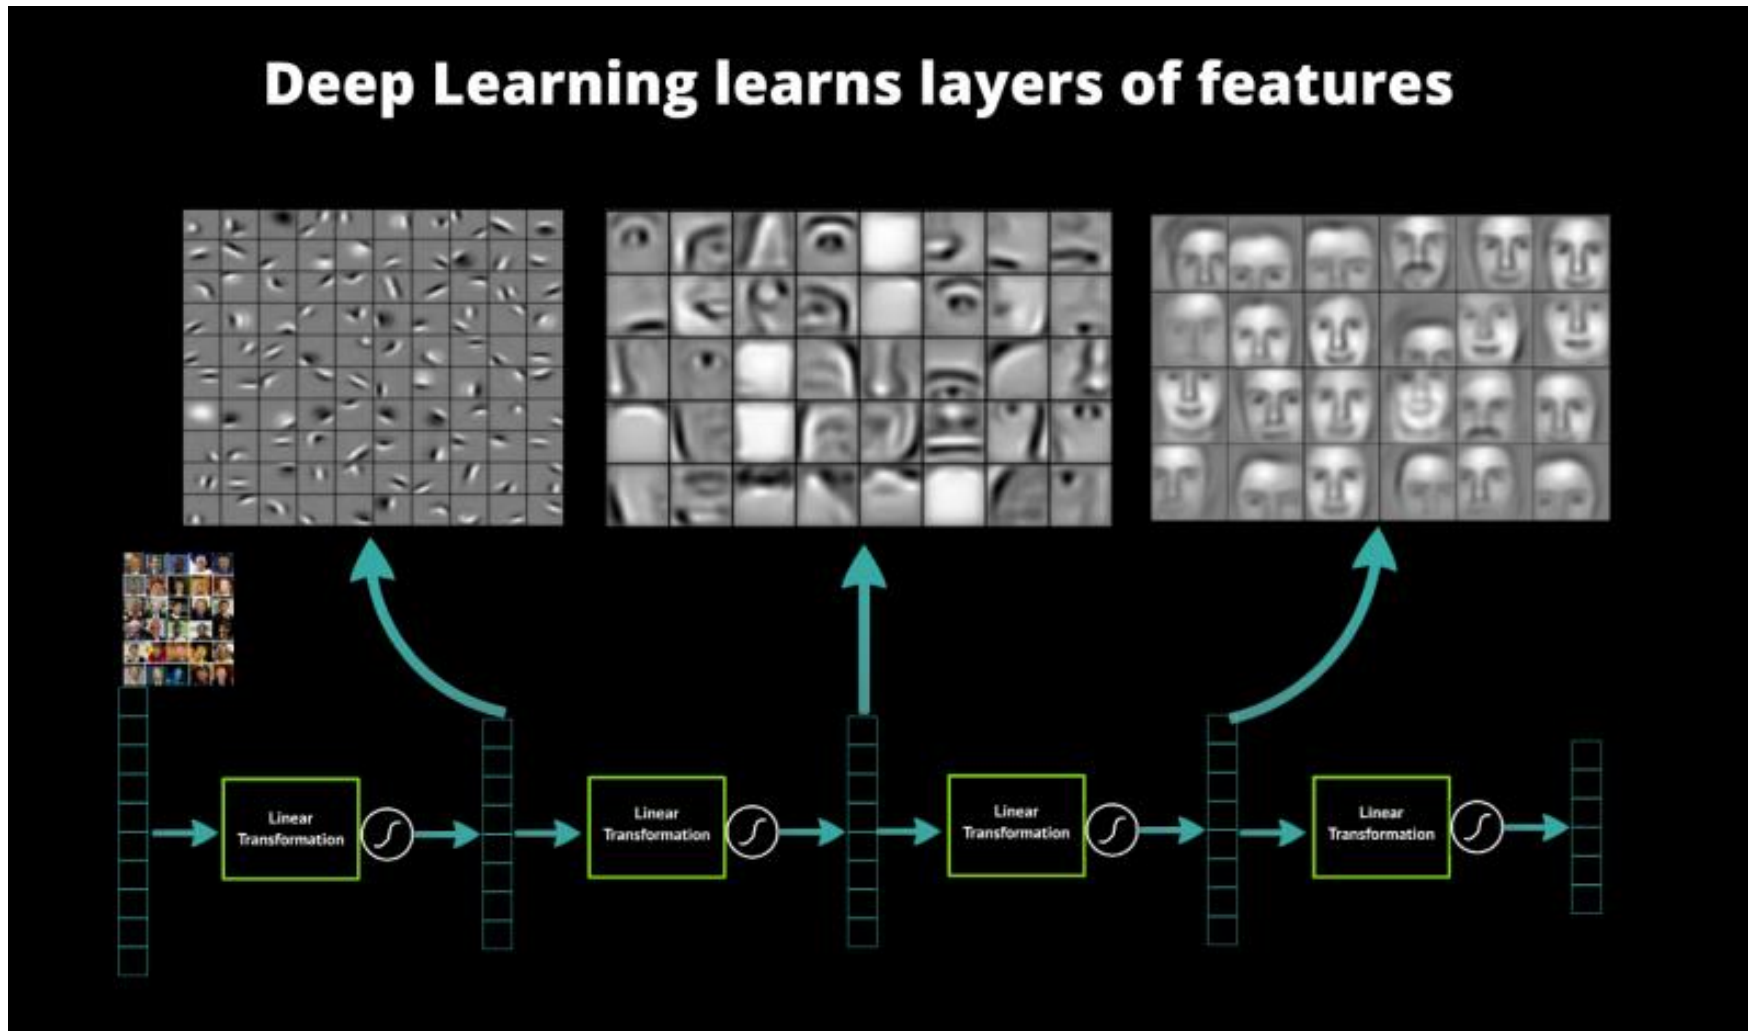 Deep Learning learns layers of features
Linear
Transformation
Linear
Transformation
Linear
Transformation
Linear
Transformation